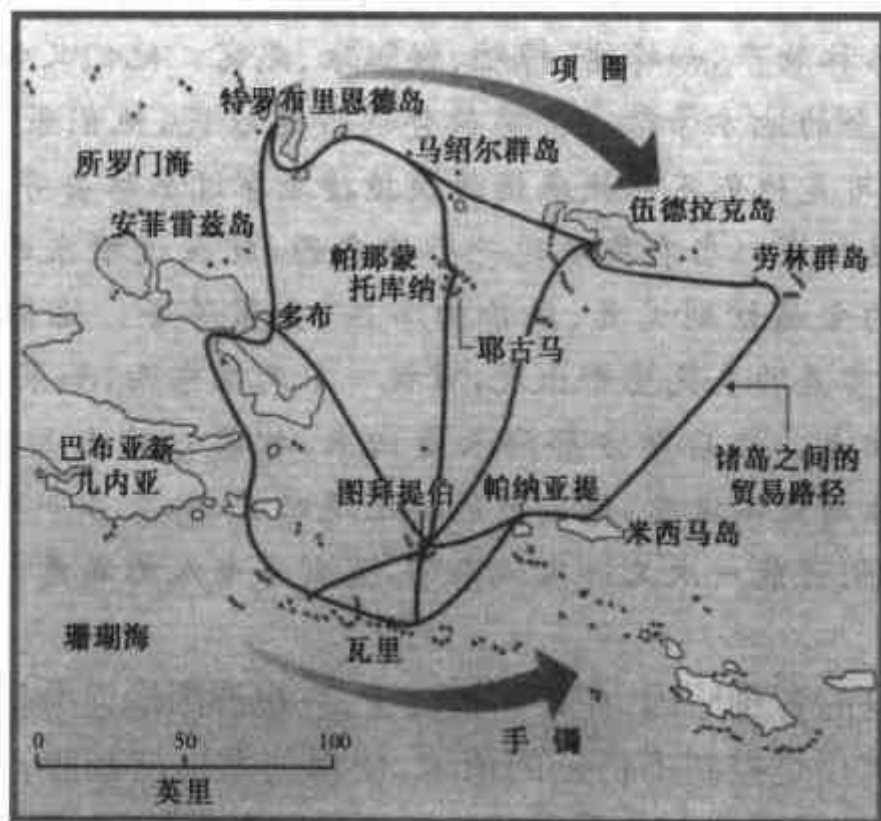 项 圈
特罗布里恩德岛
马绍尔群岛
所罗门海
伍德拉克岛
安菲雷兹岛
劳林群岛
帕那蒙
托库纳
多布
耶古马
巴布亚新
几内亚
诸岛之间的
贸易路径
图拜提伯
帕纳亚提
米西马岛
珊瑚海
瓦里
手 镯
0 50 100
英里